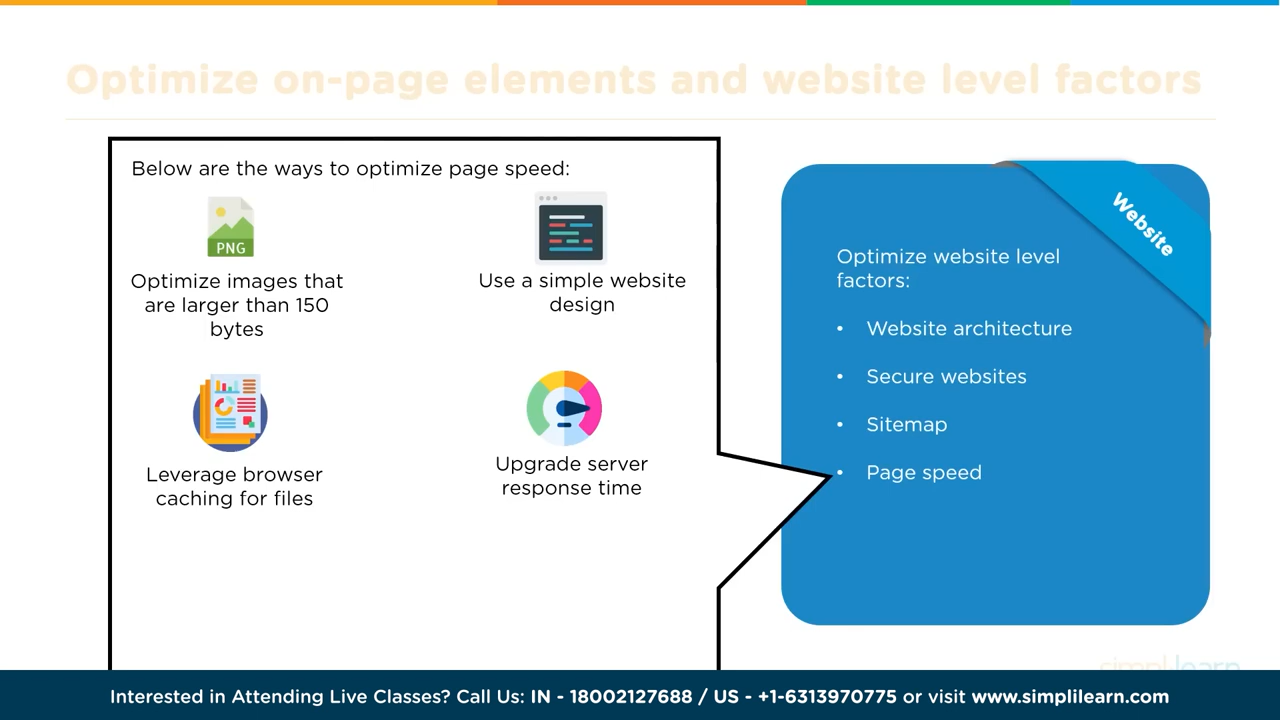 Optimize on-page elements and website level factors
Below are the ways to optimize page speed:
PNG
Optimize images that
are larger than 150
bytes
Use a simple website
design
Leverage browser
caching for files
Upgrade server
response time
Website
Optimize website level
factors:
• Website architecture
• Secure websites
• Sitemap
• Page speed
simplilearn
Interested in Attending Live Classes? Call Us: IN - 18002127688 / US - +1-6313970775 or visit www.simplilearn.com